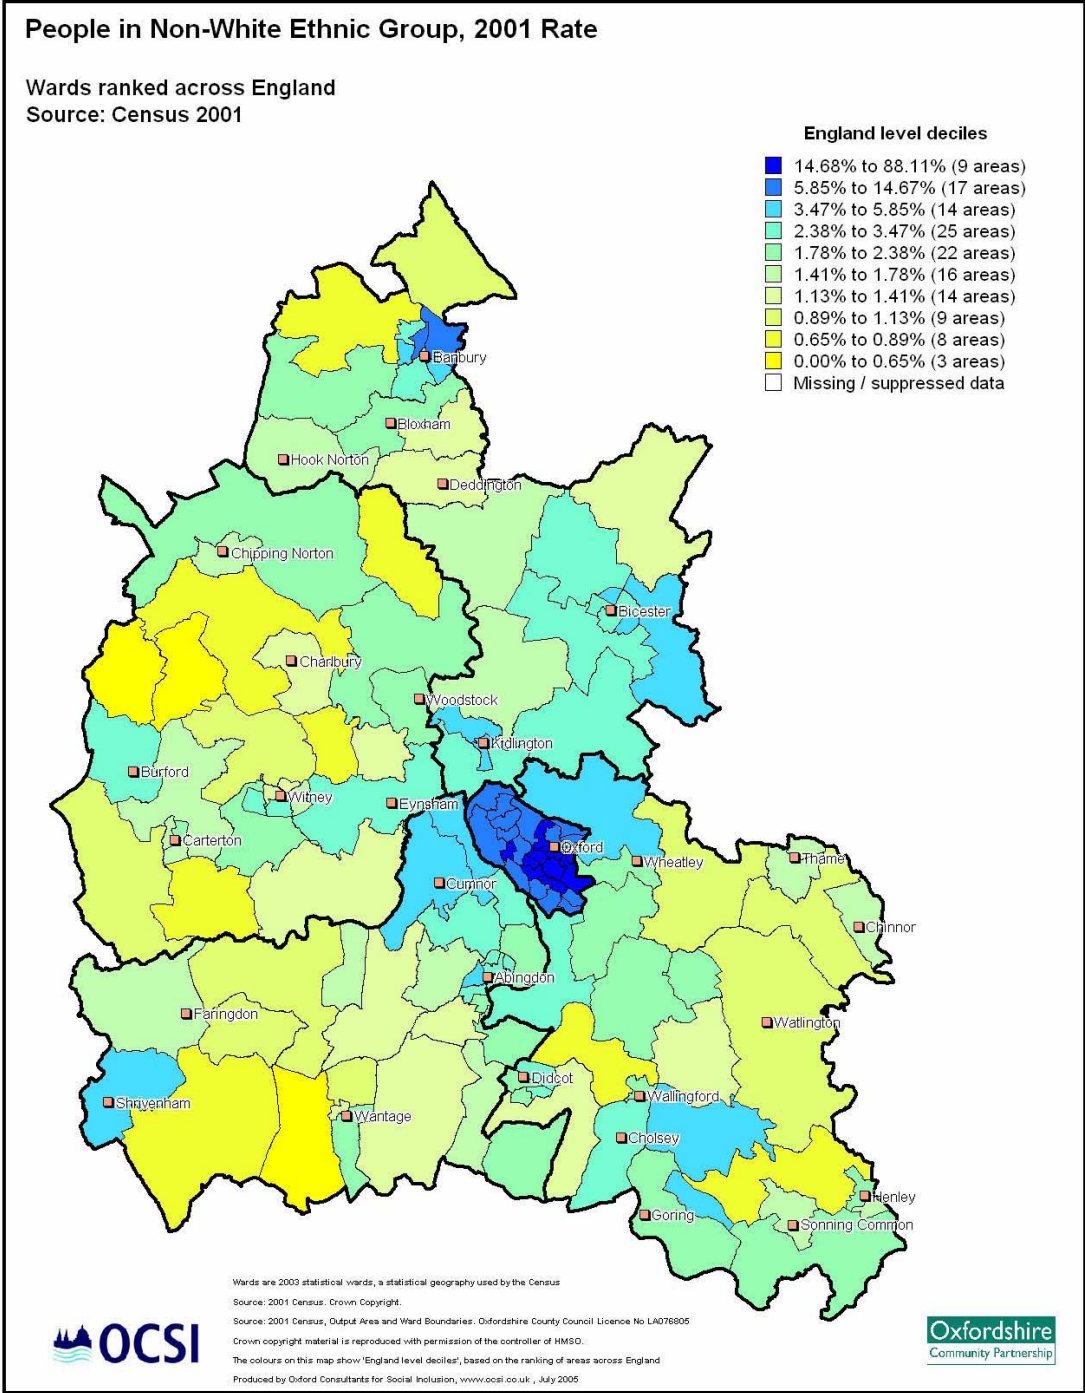 People in Non-White Ethnic Group, 2001 Rate
Wards ranked across England
Source: Census 2001
England level deciles
14.68% to 88.11% (9 areas)
5.85% to 14.67% (17 areas)
3.47% to 5.85% (14 areas)
2.38% to 3.47% (25 areas)
1.78% to 2.38% (22 areas)
1.41% to 1.78% (16 areas)
1.13% to 1.41% (14 areas)
0.89% to 1.13% (9 areas)
0.65% to 0.89% (8 areas)
0.00% to 0.65% (3 areas)
Missing / suppressed data
Banbury
Bloxham
Hook Norton
Deddington
Chipping Norton
Bicester
Charlbury
Woodstock
Kidlington
Burford
Witney
Eynsham
Carterton
Oxford
Wheatley
Thame
Cumnor
Chinnor
Abingdon
Faringdon
Watlington
Didcot
Shrivenham
Wallingford
Wantage
Cholsey
Henley
Goring
Sonning Common
Wards are 2003 statistical wards, a statistical geography used by the Census
Source: 2001 Census. Crown Copyright.
Source: 2001 Census, Output Area and Ward Boundaries. Oxfordshire County Council Licence No LA076805
Crown copyright material is reproduced with permission of the controller of HMSO.
The colours on this map show 'England level deciles', based on the ranking of areas across England
Produced by Oxford Consultants for Social Inclusion, www.ocsi.co.uk , July 2005
OCSI
Oxfordshire
Community Partnership